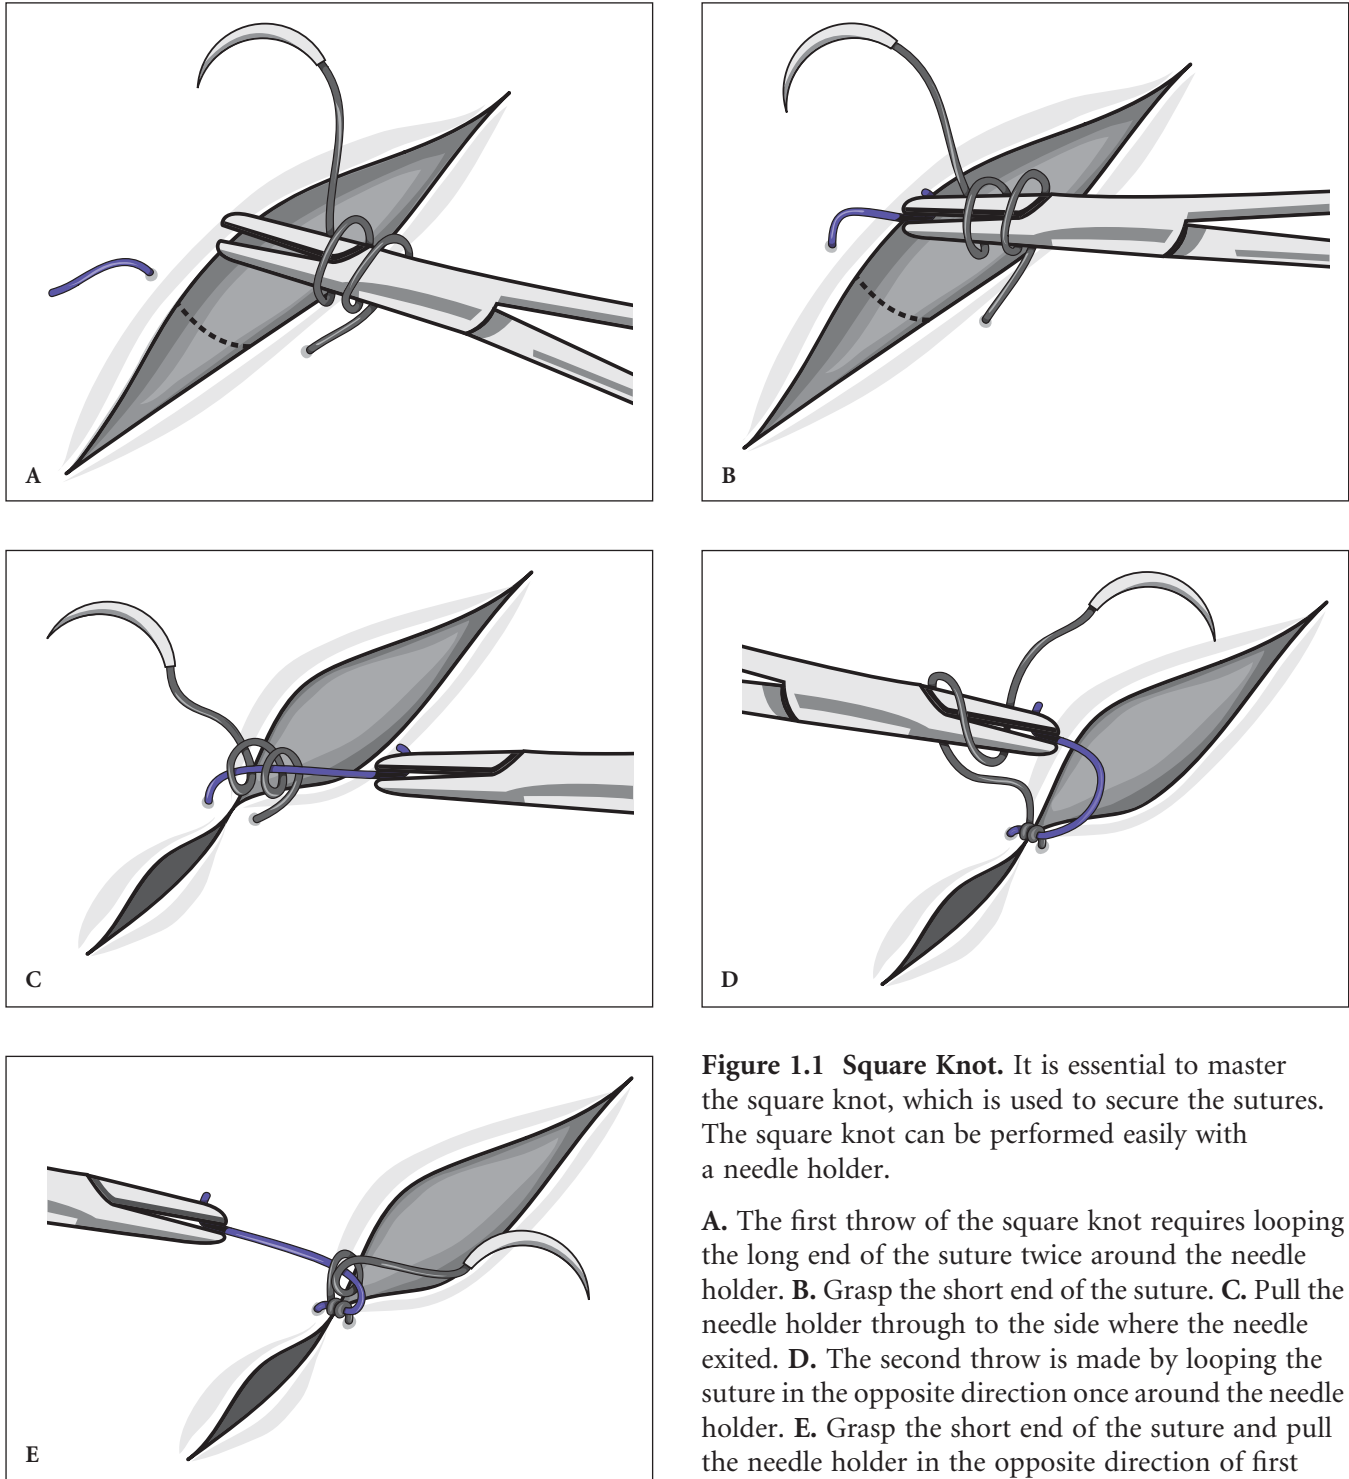 A
B
C
D
E
Figure 1.1 Square Knot. It is essential to master
the square knot, which is used to secure the sutures.
The square knot can be performed easily with
a needle holder.
A. The first throw of the square knot requires looping
the long end of the suture twice around the needle
holder. B. Grasp the short end of the suture. C. Pull the
needle holder through to the side where the needle
exited. D. The second throw is made by looping the
suture in the opposite direction once around the needle
holder. E. Grasp the short end of the suture and pull
the needle holder in the opposite direction of first